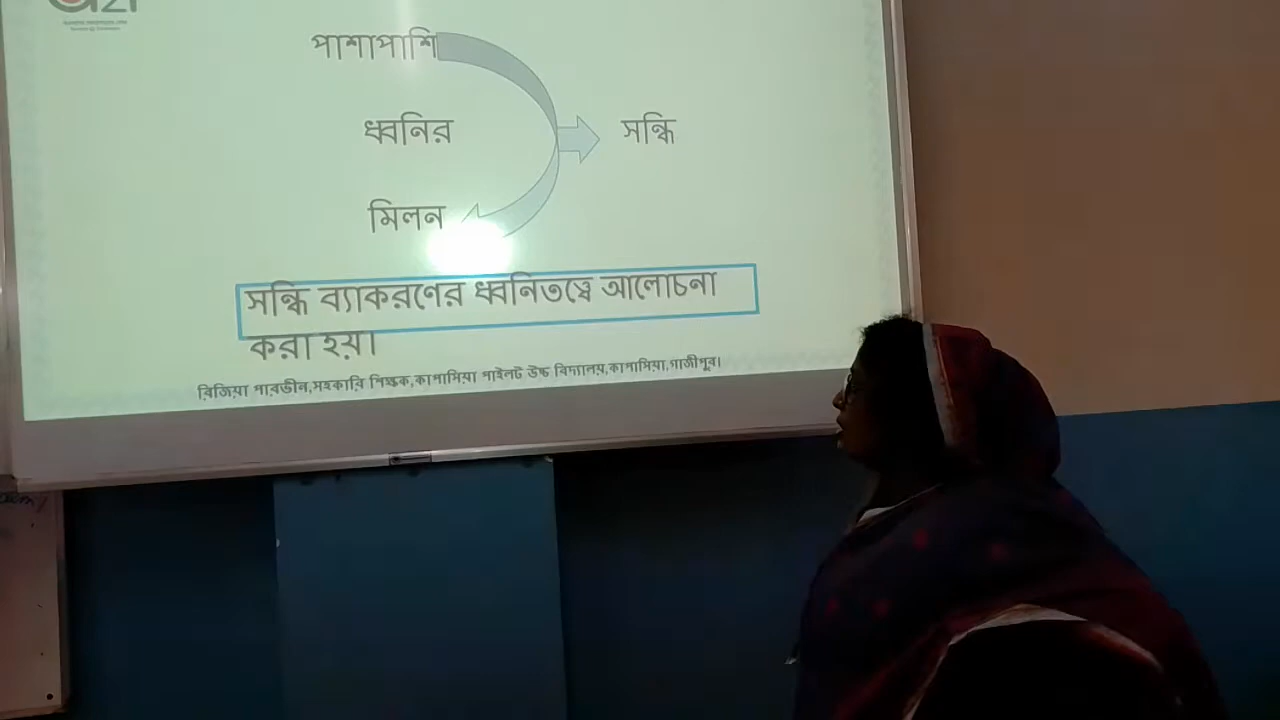 পাশাপাশি
ধ্বনির
সন্ধি
মিলন
সন্ধি ব্যাকরণের ধ্বনিতত্ত্বে আলোচনা
করা হয়।
রিজিয়া পারভীন,সহকারি শিক্ষক,কাপাসিয়া পাইলট উচ্চ বিদ্যালয়,কাপাসিয়া,গাজীপুর।